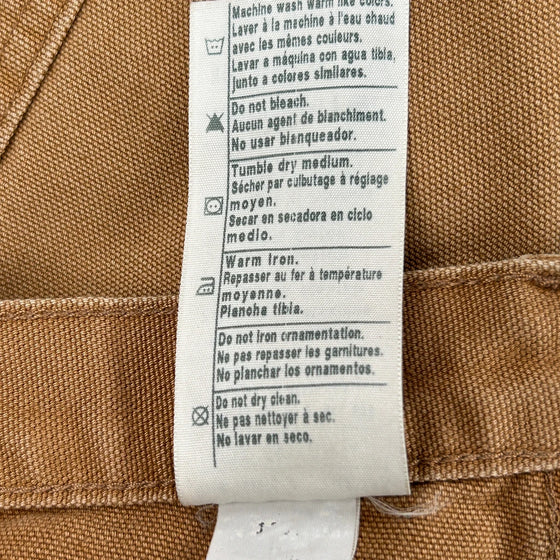 Machine wash warm like colors.
Laver à la machine à l'eau chaud
avec les mêmes couleurs.
Lavar a máquina con agua tibia,
junto a colores similares.
Do not bleach.
Aucun agent de blanchiment.
No usar blanqueador.
Tumble dry medium.
Sécher par culbutage à réglage
moyen.
Secar en secadora en ciclo
medio.
Warm Iron.
Repasser au fer à température
moyenne.
Plancha tibia.
Do not iron ornamentation.
Ne pas repasser les garnitures.
No planchar los ornamentos.
Do not dry clean.
Ne pas nettoyer à sec.
No lavar en seco.